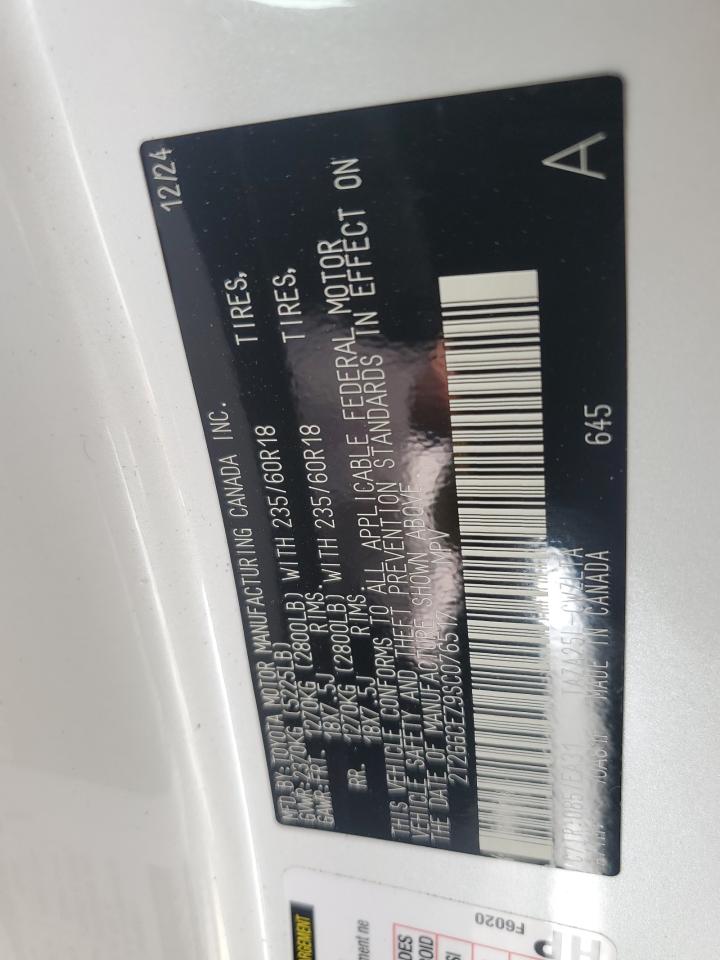 12/24
MFD BY: TOYOTA MOTOR MANUFACTURING CANADA INC.
GVWR: 2370KG (5225LB)
GAWR: FRT. 1270KG (2800LB) WITH 235/60R18 TIRES,
18X7.5J RIMS.
RR. 1270KG (2800LB) WITH 235/60R18 TIRES,
18X7.5J RIMS.
THIS VEHICLE CONFORMS TO ALL APPLICABLE FEDERAL MOTOR
VEHICLE SAFETY AND THEFT PREVENTION STANDARDS IN EFFECT ON
THE DATE OF MANUFACTURE SHOWN ABOVE.
MPV
A
645
MADE IN CANADA
F6020